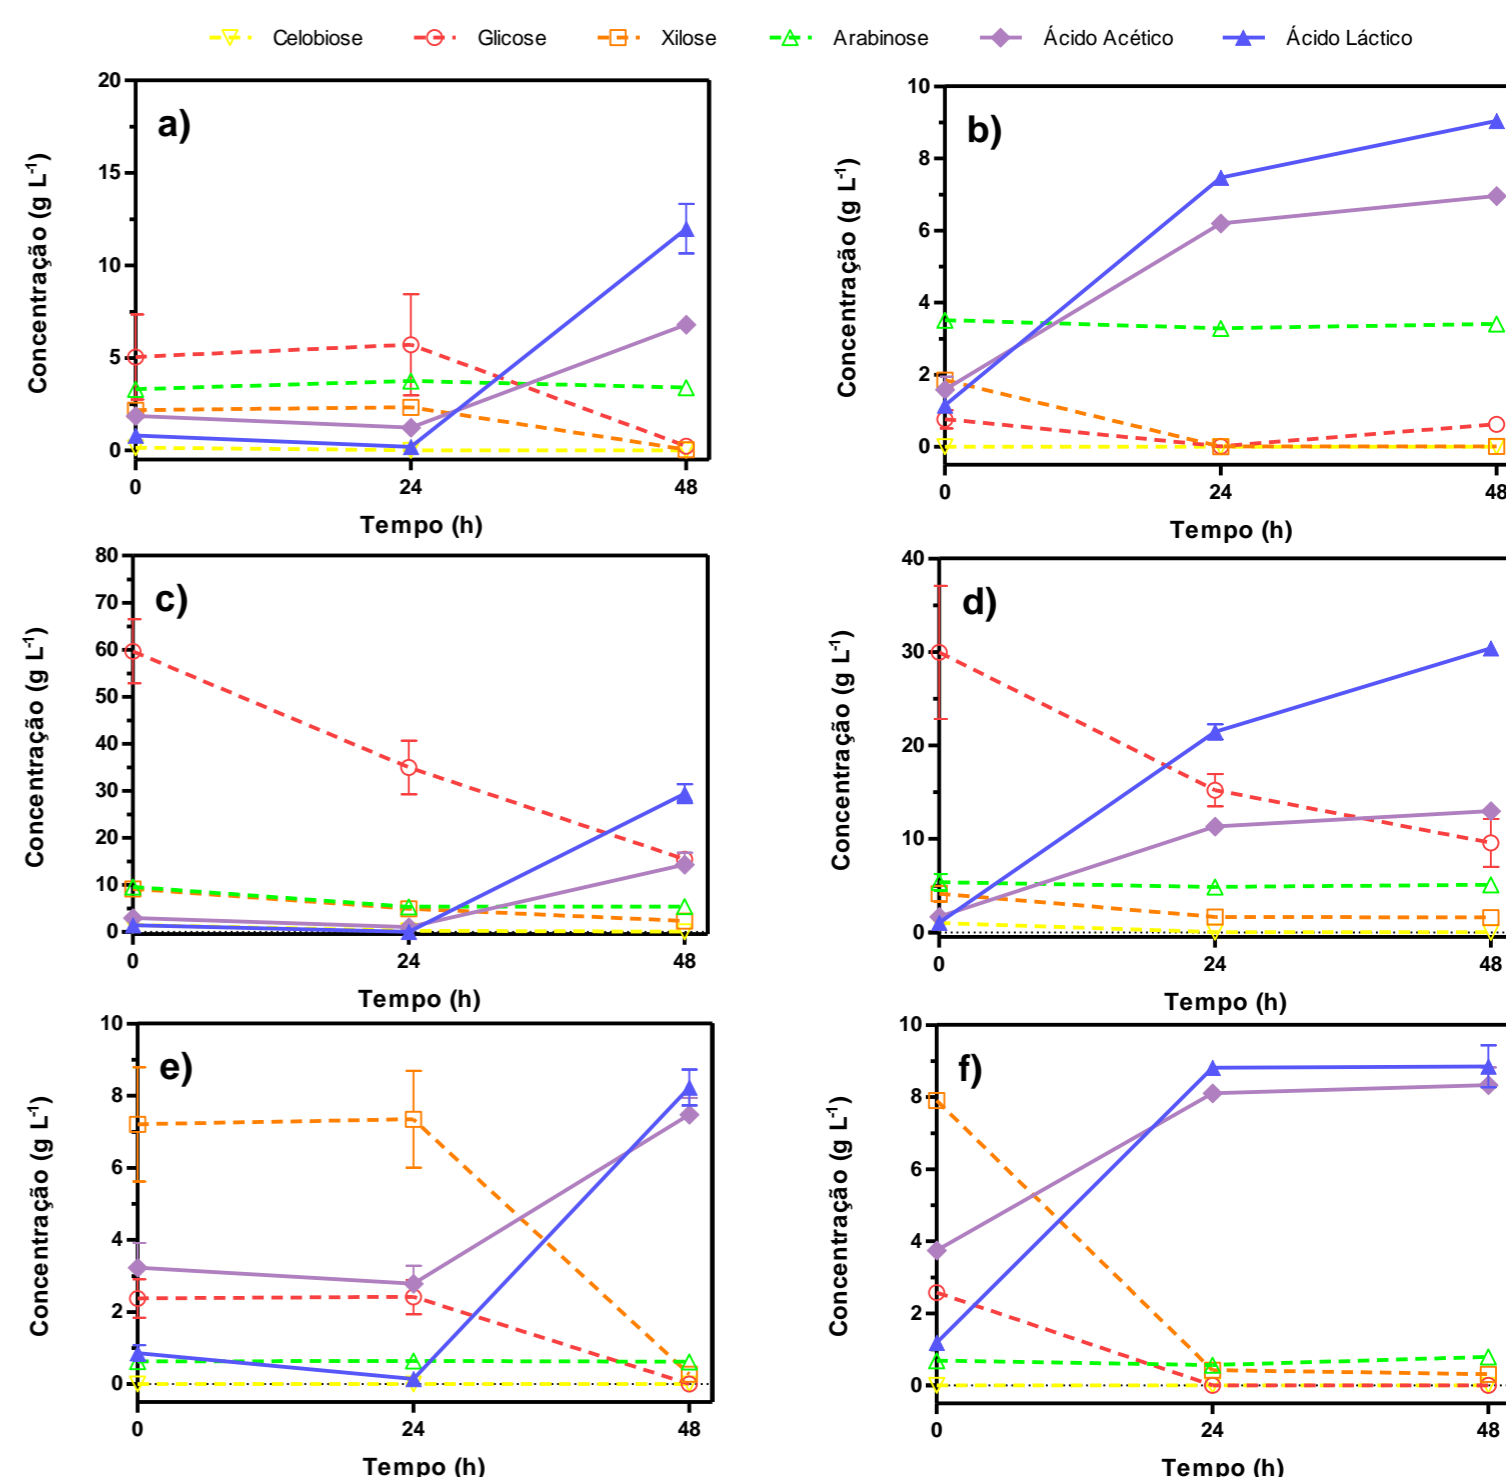 Celobiose Glicose Xilose Arabinose Ácido Acético Ácido Láctico
a)
Concentração (g L-1)
20
15
10
5
0
0 24 48
Tempo (h)
b)
Concentração (g L-1)
10
8
6
4
2
0
0 24 48
Tempo (h)
c)
Concentração (g L-1)
80
70
60
50
40
30
20
10
0
0 24 48
Tempo (h)
d)
Concentração (g L-1)
40
30
20
10
0
0 24 48
Tempo (h)
e)
Concentração (g L-1)
10
8
6
4
2
0
0 24 48
Tempo (h)
f)
Concentração (g L-1)
10
8
6
4
2
0
0 24 48
Tempo (h)